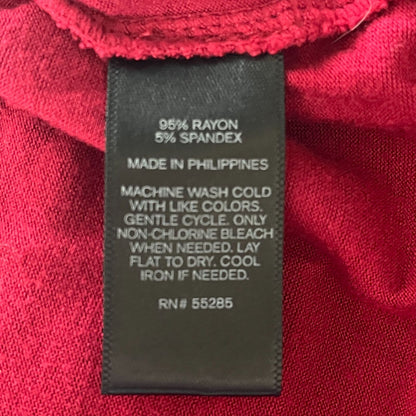 95% RAYON
5% SPANDEX
MADE IN PHILIPPINES
MACHINE WASH COLD
WITH LIKE COLORS.
GENTLE CYCLE. ONLY
NON-CHLORINE BLEACH
WHEN NEEDED. LAY
FLAT TO DRY. COOL
IRON IF NEEDED.
RN# 55285